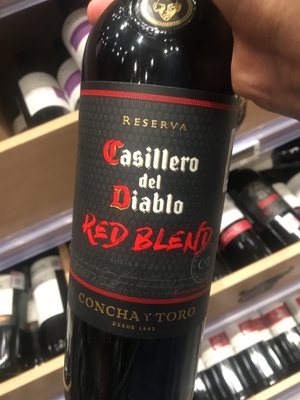 RESERVA
Casillero
del
Diablo
RED BLEND
CONCHA Y TORO
DESDE 1883